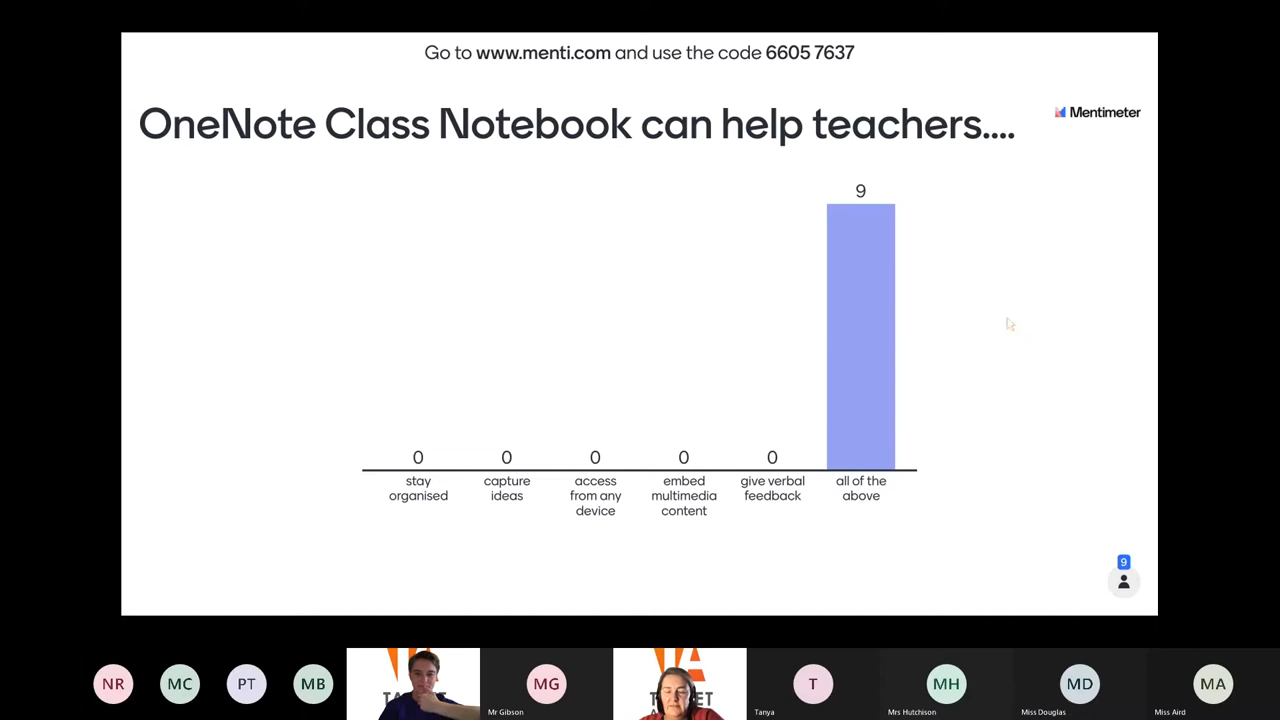 Go to www.menti.com and use the code 6605 7637
OneNote Class Notebook can help teachers....
Mentimeter
9
0
0
0
0
0
stay
organised
capture
ideas
access
from any
device
embed
multimedia
content
give verbal
feedback
all of the
above
9
NR
MC
PT
MB
MG
Mr Gibson
T
Tanya
MH
Mrs Hutchison
MD
Miss Douglas
MA
Miss Aird